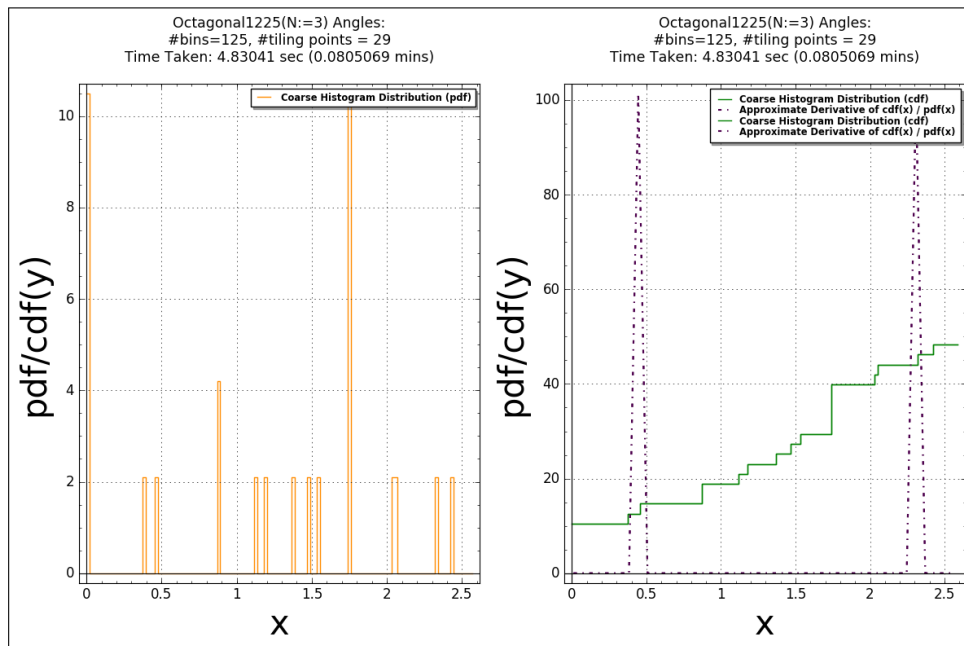 Octagonal1225(N:=3) Angles:
#bins=125, #tiling points = 29
Time Taken: 4.83041 sec (0.0805069 mins)
Coarse Histogram Distribution (pdf)
10
8
6
4
2
0
pdf/cdf(y)
0 0.5 1 1.5 2 2.5
x
Octagonal1225(N:=3) Angles:
#bins=125, #tiling points = 29
Time Taken: 4.83041 sec (0.0805069 mins)
Coarse Histogram Distribution (cdf)
Approximate Derivative of cdf(x) / pdf(x)
Coarse Histogram Distribution (cdf)
Approximate Derivative of cdf(x) / pdf(x)
100
80
60
40
20
0
pdf/cdf(y)
0 0.5 1 1.5 2 2.5
x